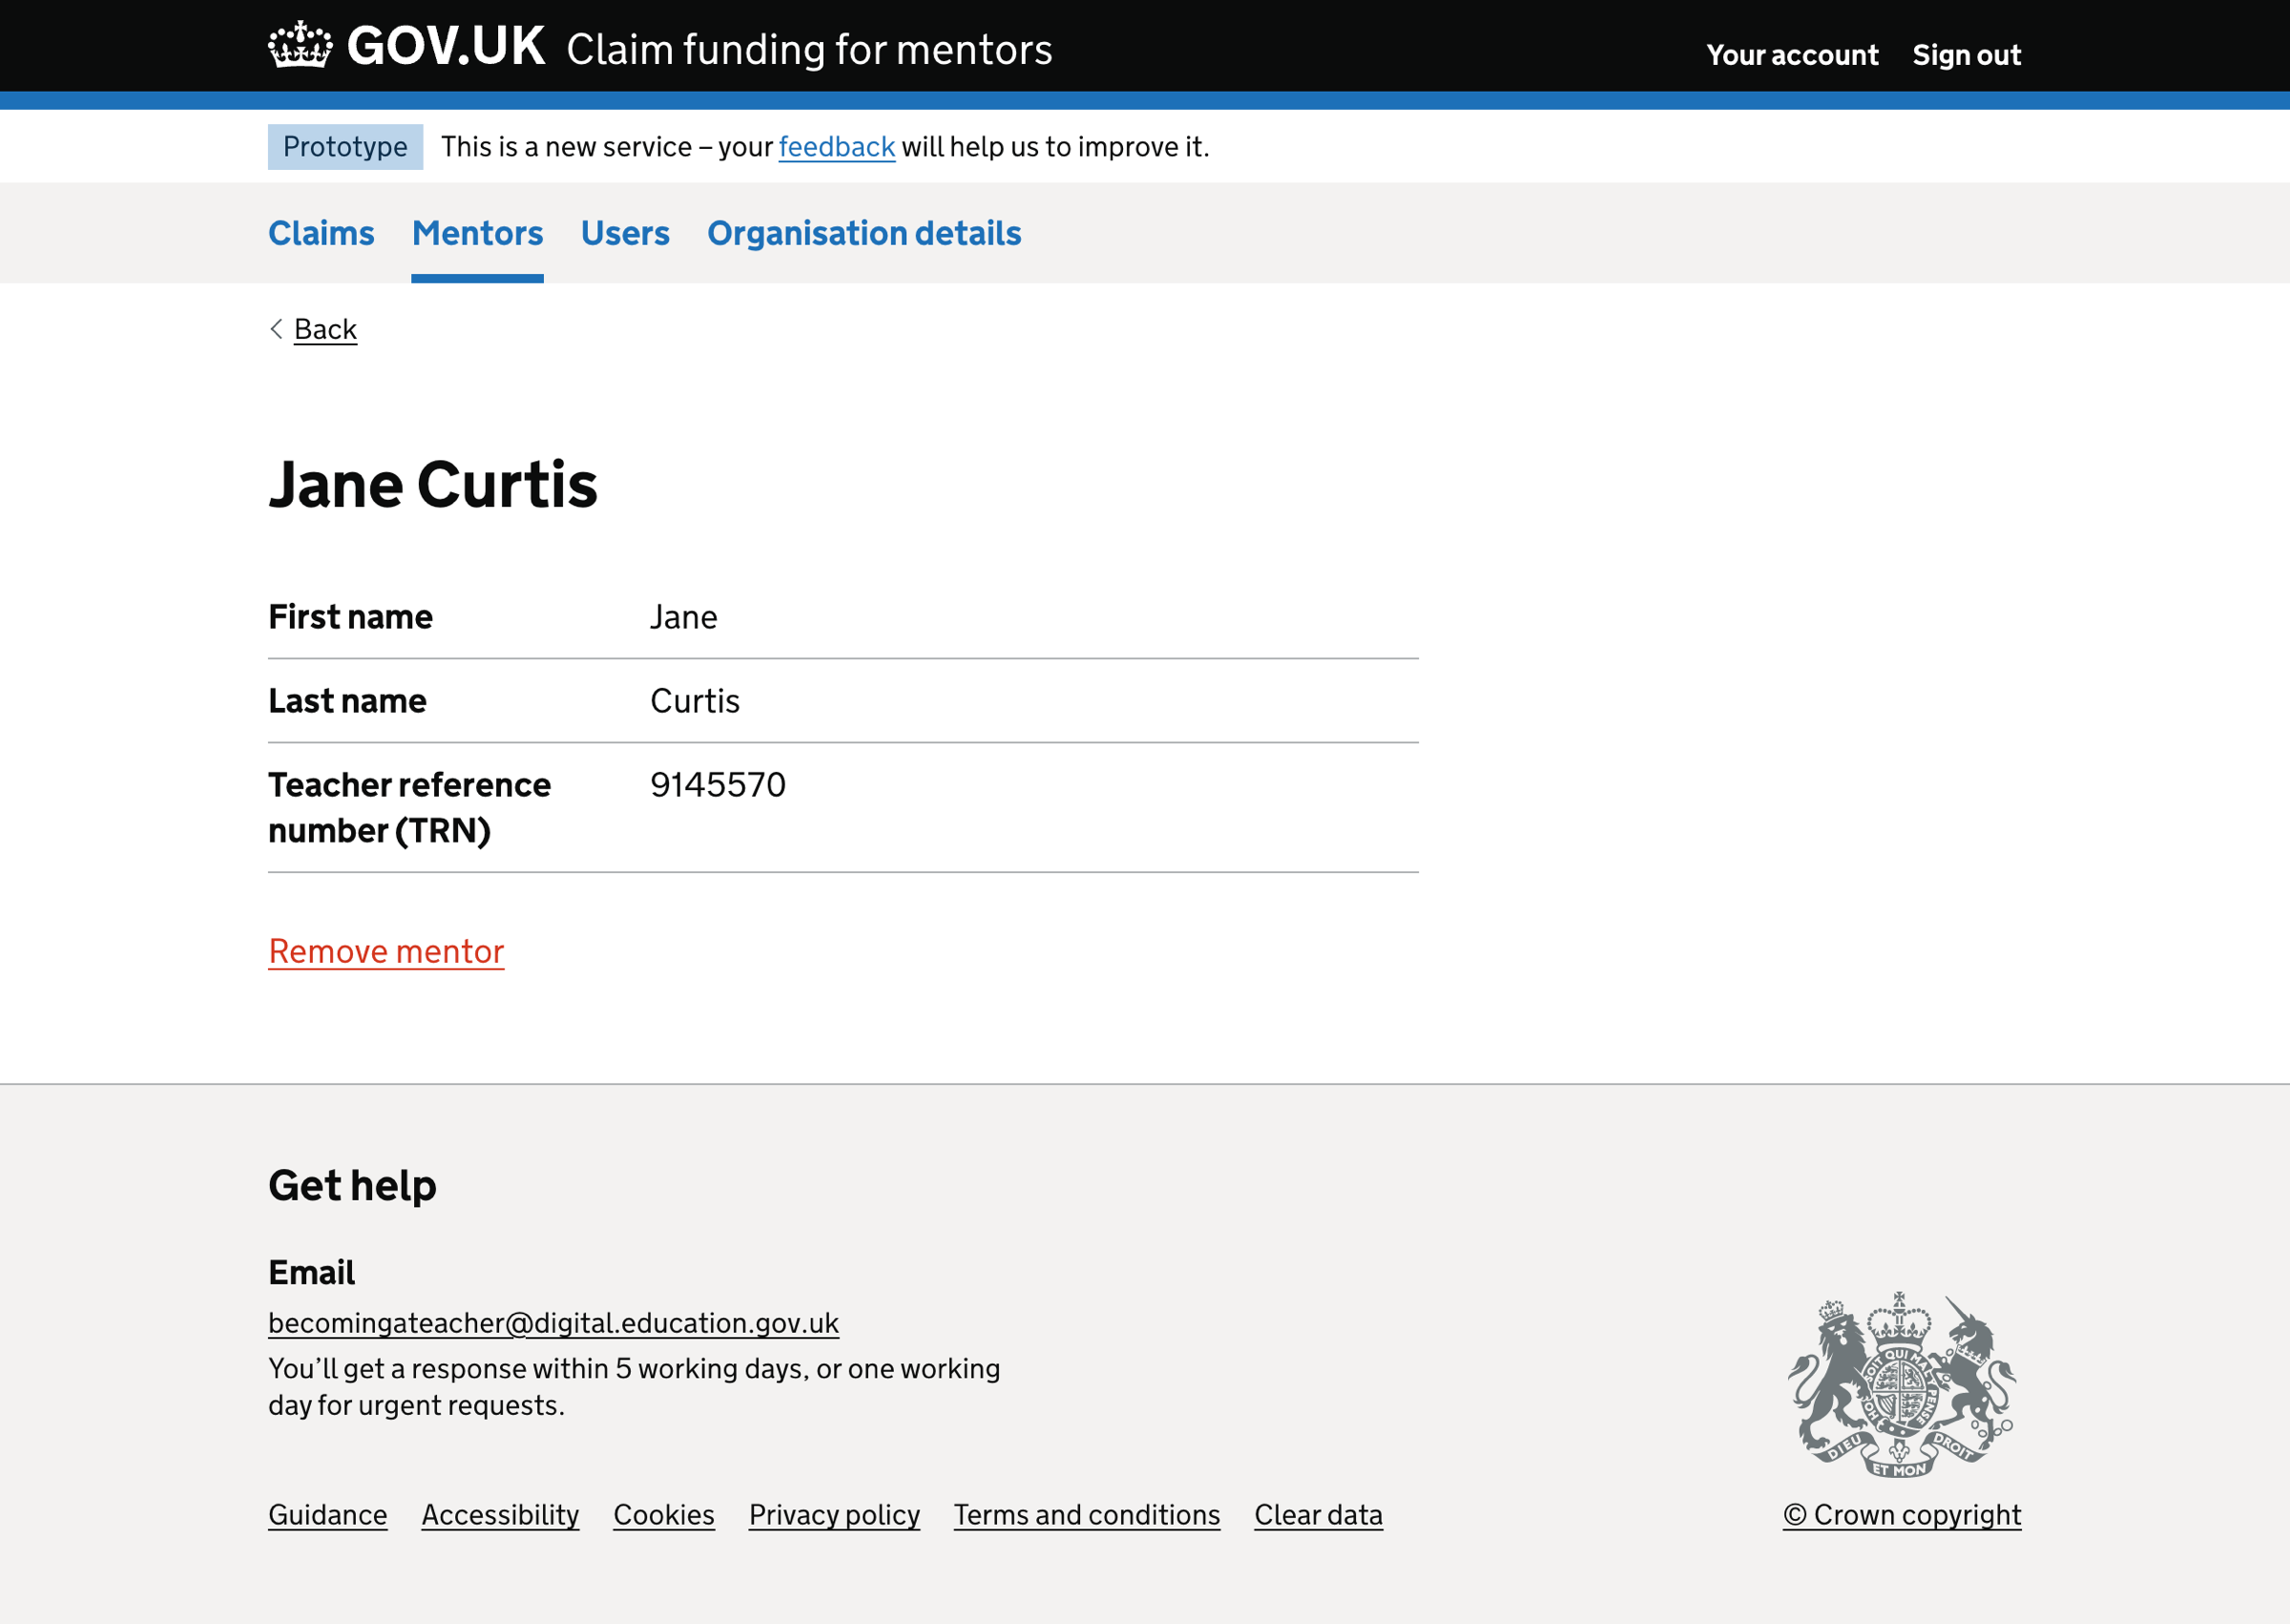 GOV.UK Claim funding for mentors
Your account Sign out
Prototype This is a new service – your feedback will help us to improve it.
Claims Mentors Users Organisation details
Back
Jane Curtis
First name Jane
Last name Curtis
Teacher reference number (TRN) 9145570
Remove mentor
Get help
Email
becomingateacher@digital.education.gov.uk
You’ll get a response within 5 working days, or one working
day for urgent requests.
DIEU ET MON DROIT
Guidance Accessibility Cookies Privacy policy Terms and conditions Clear data
© Crown copyright